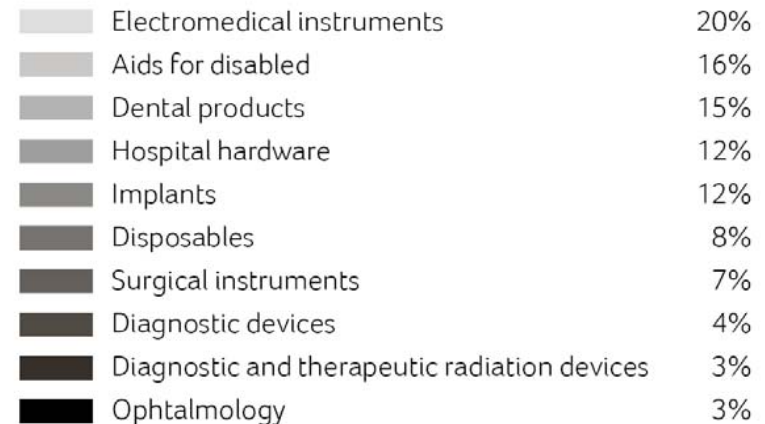 Electromedical instruments 20%
Aids for disabled 16%
Dental products 15%
Hospital hardware 12%
Implants 12%
Disposables 8%
Surgical instruments 7%
Diagnostic devices 4%
Diagnostic and therapeutic radiation devices 3%
Ophtalmology 3%